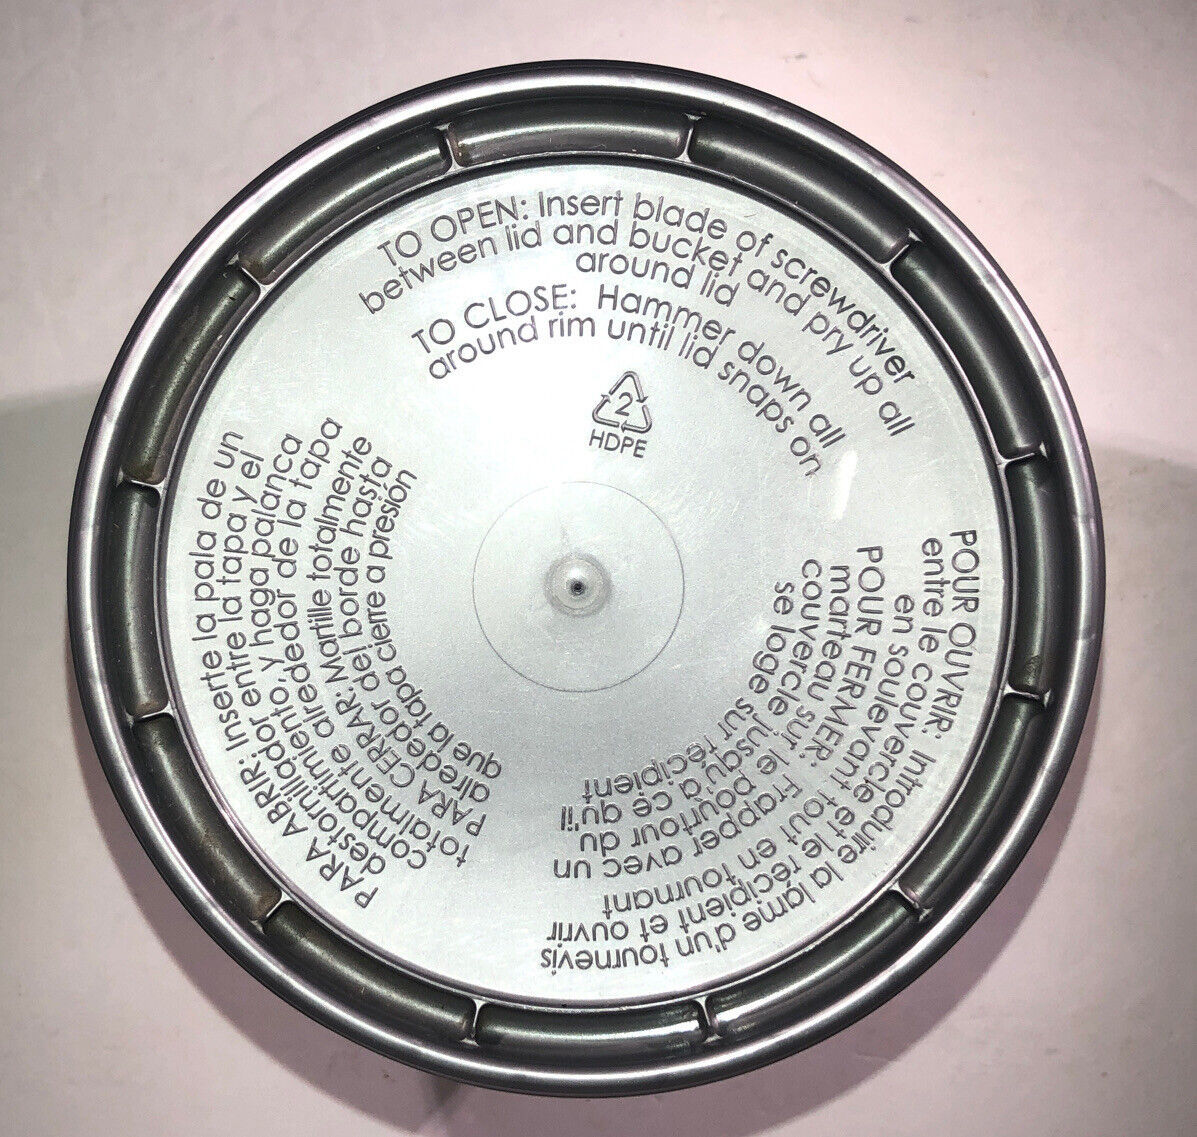 TO OPEN: Insert blade of screwdriver
between lid and bucket and pry up all
around lid
TO CLOSE: Hammer down all
around rim until lid snaps on
2
HDPE
POUR OUVRIR: Introduire la lame d'un tournevis
entre le couvercle et le récipient et ouvrir
en soulevant tout en tournant
POUR FERMER: Frapper avec un
marteau sur le pourtour du
couvercle jusqu'à ce qu'il
se loge sur récipient
PARA ABRIR: Inserte la pala de un
destornillador entre la tapa y el
compartimiento y haga palanca
totalmente alrededor de la tapa
PARA CERRAR: Martille totalmente
alrededor del borde hasta
que la tapa cierre a presión